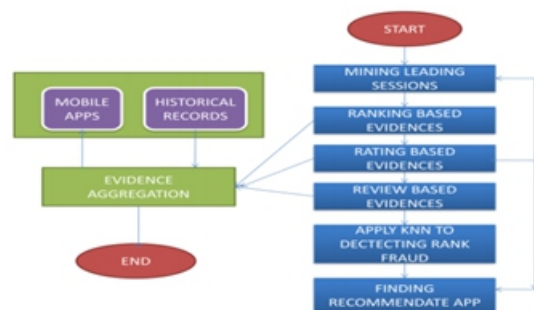 START
MINING LEADING
SESSIONS
MOBILE
APPS
HISTORICAL
RECORDS
RANKING BASED
EVIDENCES
RATING BASED
EVIDENCES
EVIDENCE
AGGREGATION
REVIEW BASED
EVIDENCES
APPLY KNN TO
DECTECTING RANK
FRAUD
END
FINDING
RECOMMENDATE APP